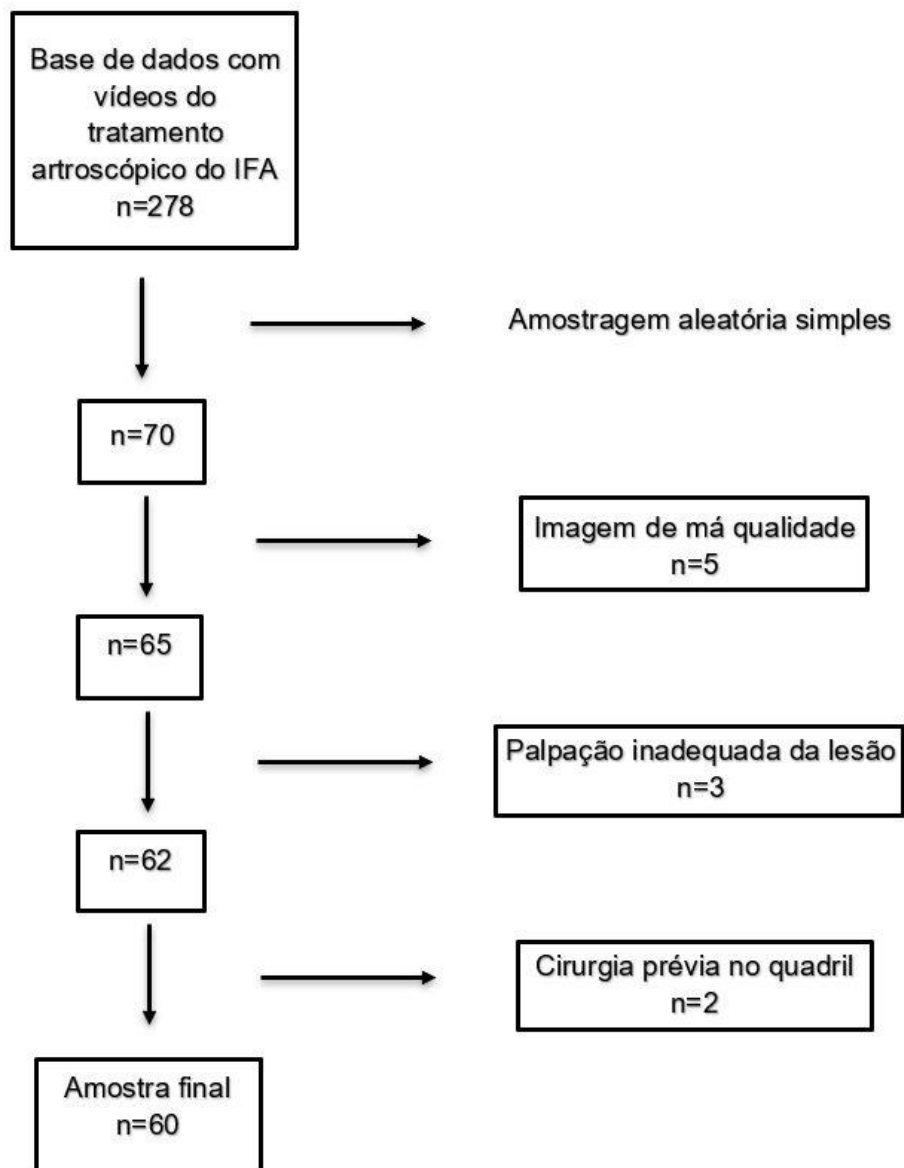 Base de dados com
vídeos do
tratamento
artroscópico do IFA
n=278
Amostragem aleatória simples
n=70
Imagem de má qualidade
n=5
n=65
Palpação inadequada da lesão
n=3
n=62
Cirurgia prévia no quadril
n=2
Amostra final
n=60